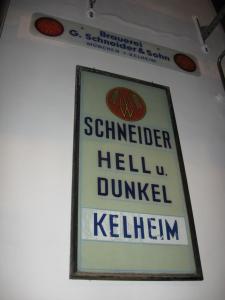 Brauerei
G. Schneider & Sohn
MÜNCHEN + KELHEIM
SCHNEIDER
HELL u.
DUNKEL
KELHEIM